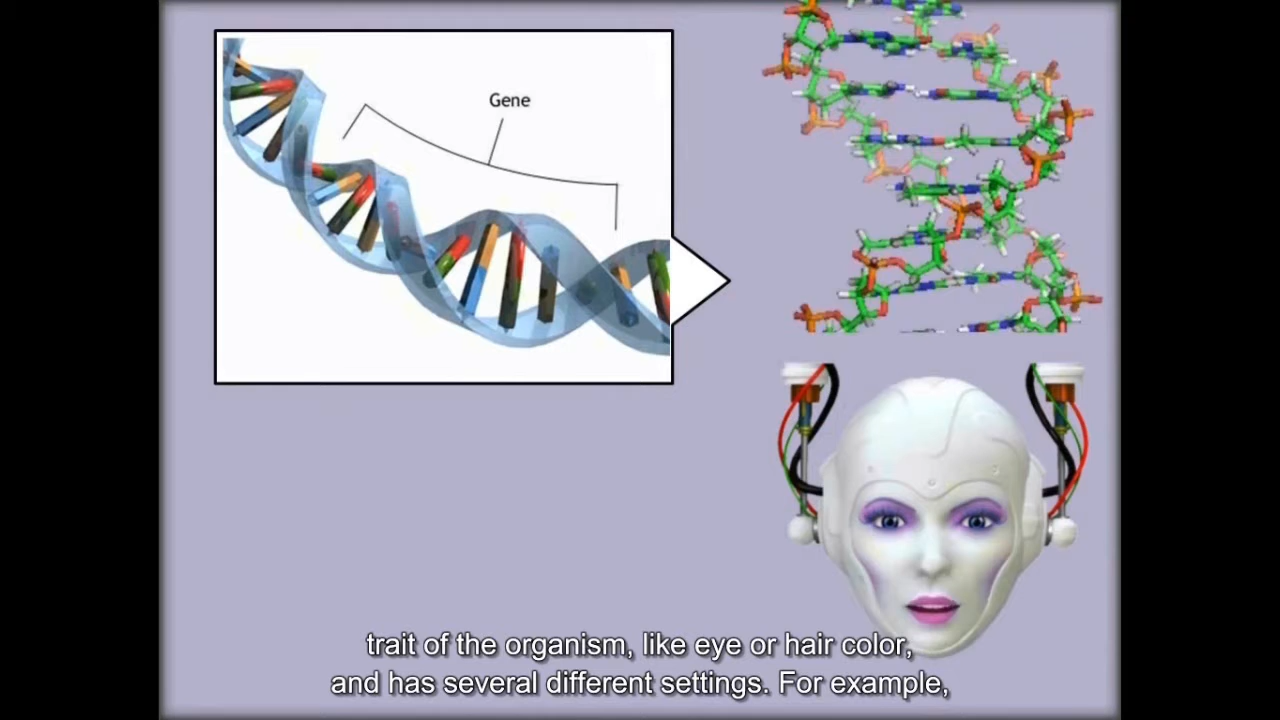 Gene
trait of the organism, like eye or hair color,
and has several different settings. For example,